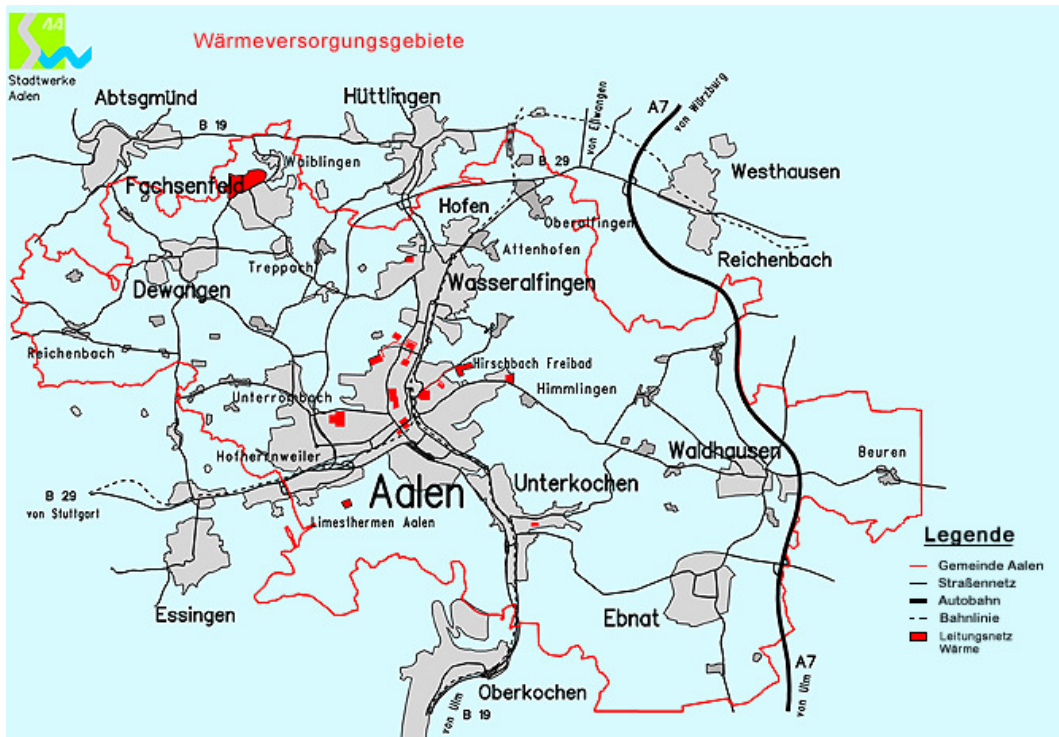 Wärmeversorgungsgebiete
Stadtwerke
Aalen
Abtsgmünd
Hüttlingen
A7
von Würzburg
B 19
von Ellwangen
Waiblingen
B 29
Westhausen
Fachsenfeld
Hofen
Oberalfingen
Attenhofen
Treppach
Reichenbach
Dewangen
Wasseralfingen
Reichenbach
Hirschbach Freibad
Unterrombach
Himmlingen
Hofherrnweiler
Waldhausen
Beuren
Aalen
Unterkochen
B 29
von Stuttgart
Limesthermen Aalen
Legende
Gemeinde Aalen
Straßennetz
Autobahn
Bahnlinie
Leitungsnetz
Wärme
Essingen
Ebnat
A7
von Ulm
Oberkochen
von Ulm
B 19